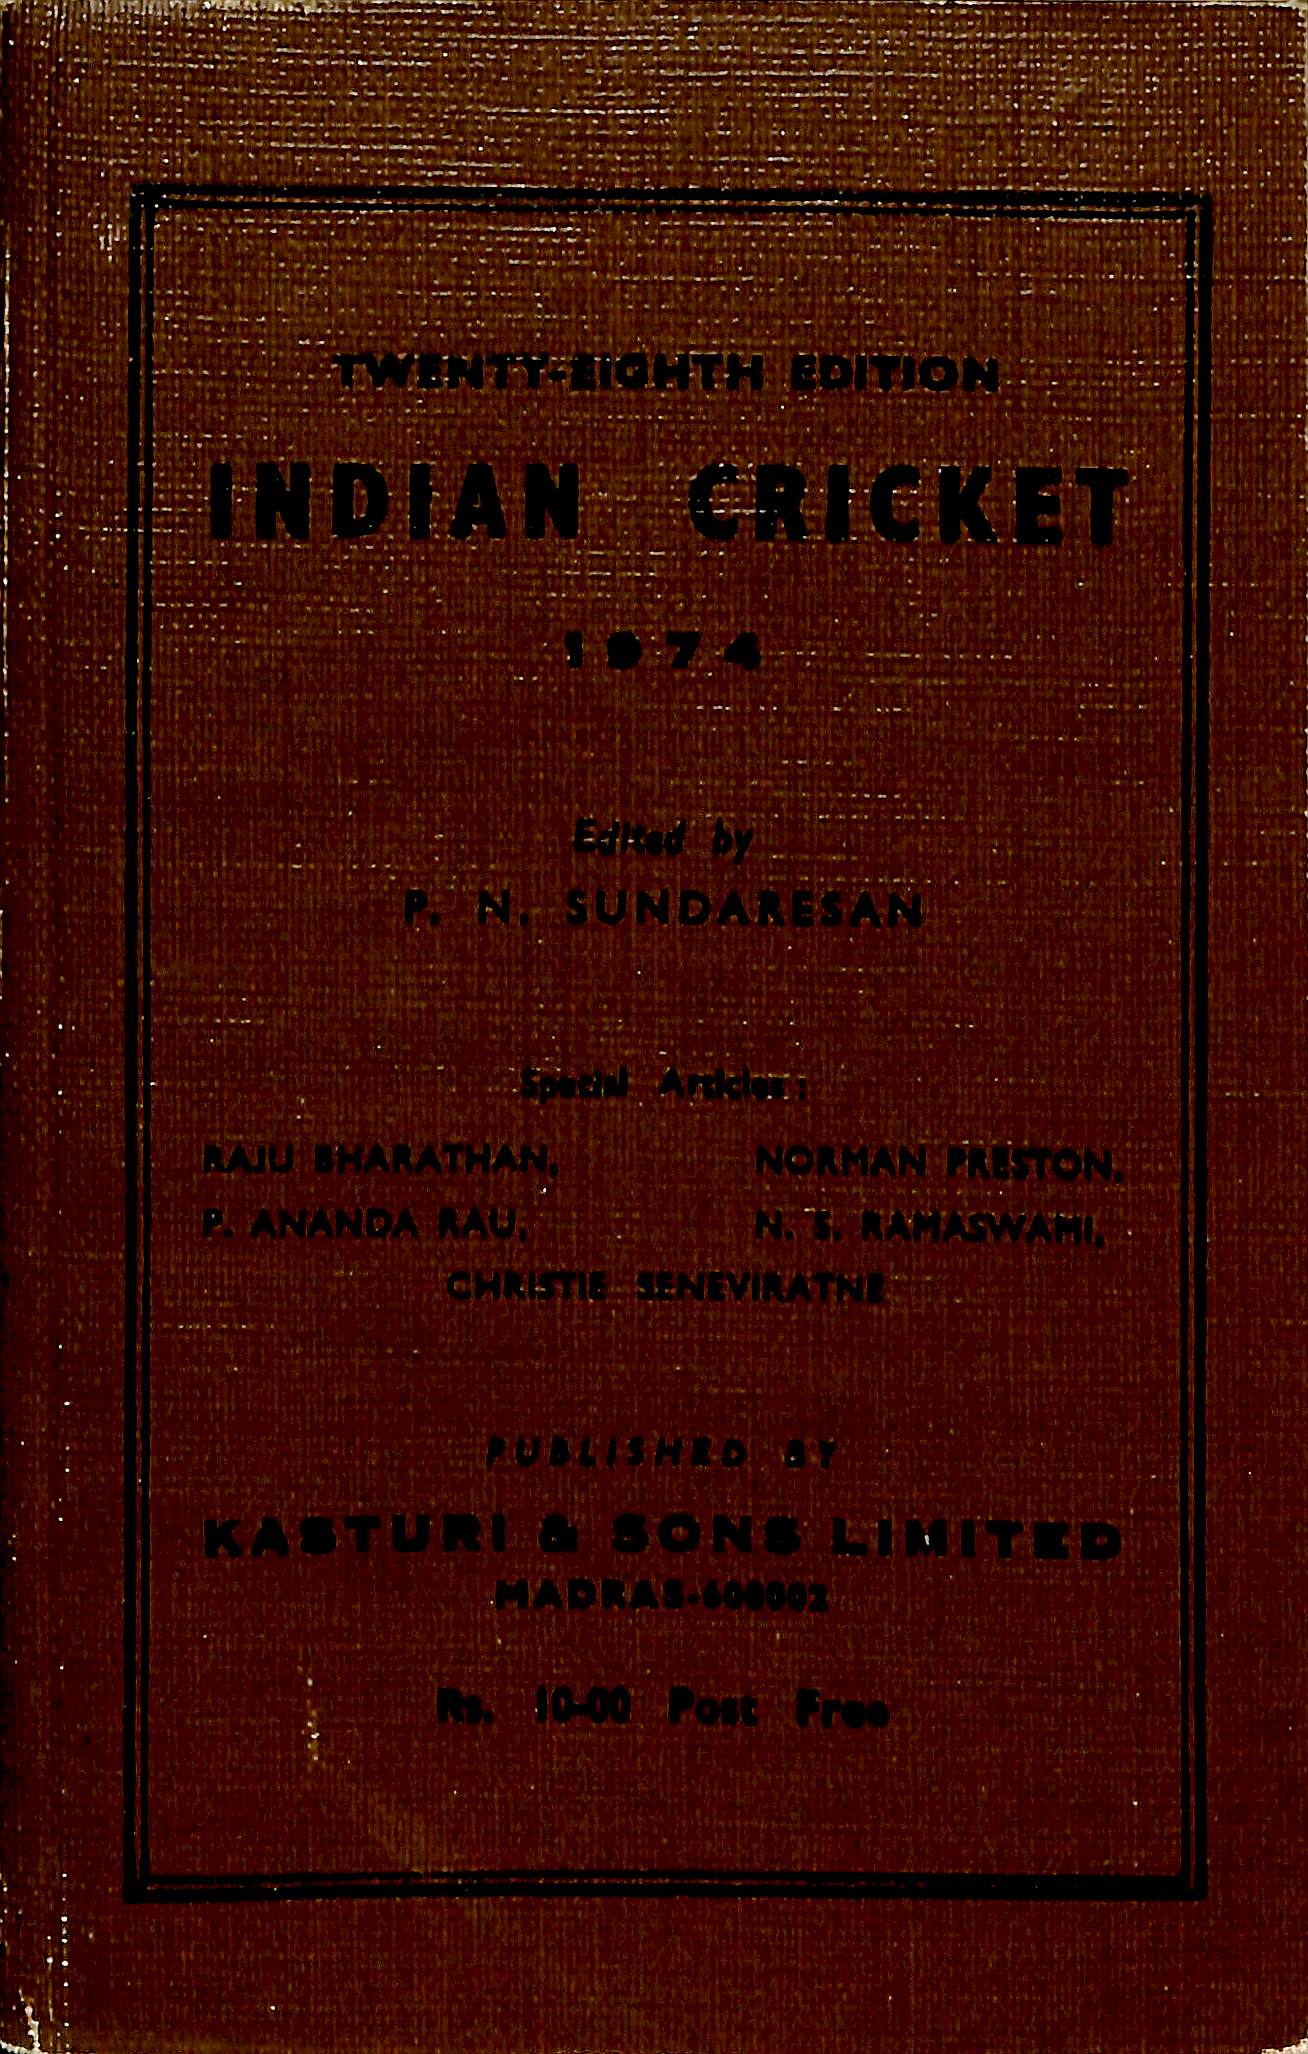 TWENTY-EIGHTH EDITION
INDIAN CRICKET
1974
Edited by
P. N. SUNDARESAN
Special Articles :
RAJU BHARATHAN, NORMAN PRESTON,
P. ANANDA RAU, N. S. RAMASWAMI,
CHRISTIE SENEVIRATNE
PUBLISHED BY
KASTURI & SONS LIMITED
MADRAS-600002
Rs. 10-00 Post Free